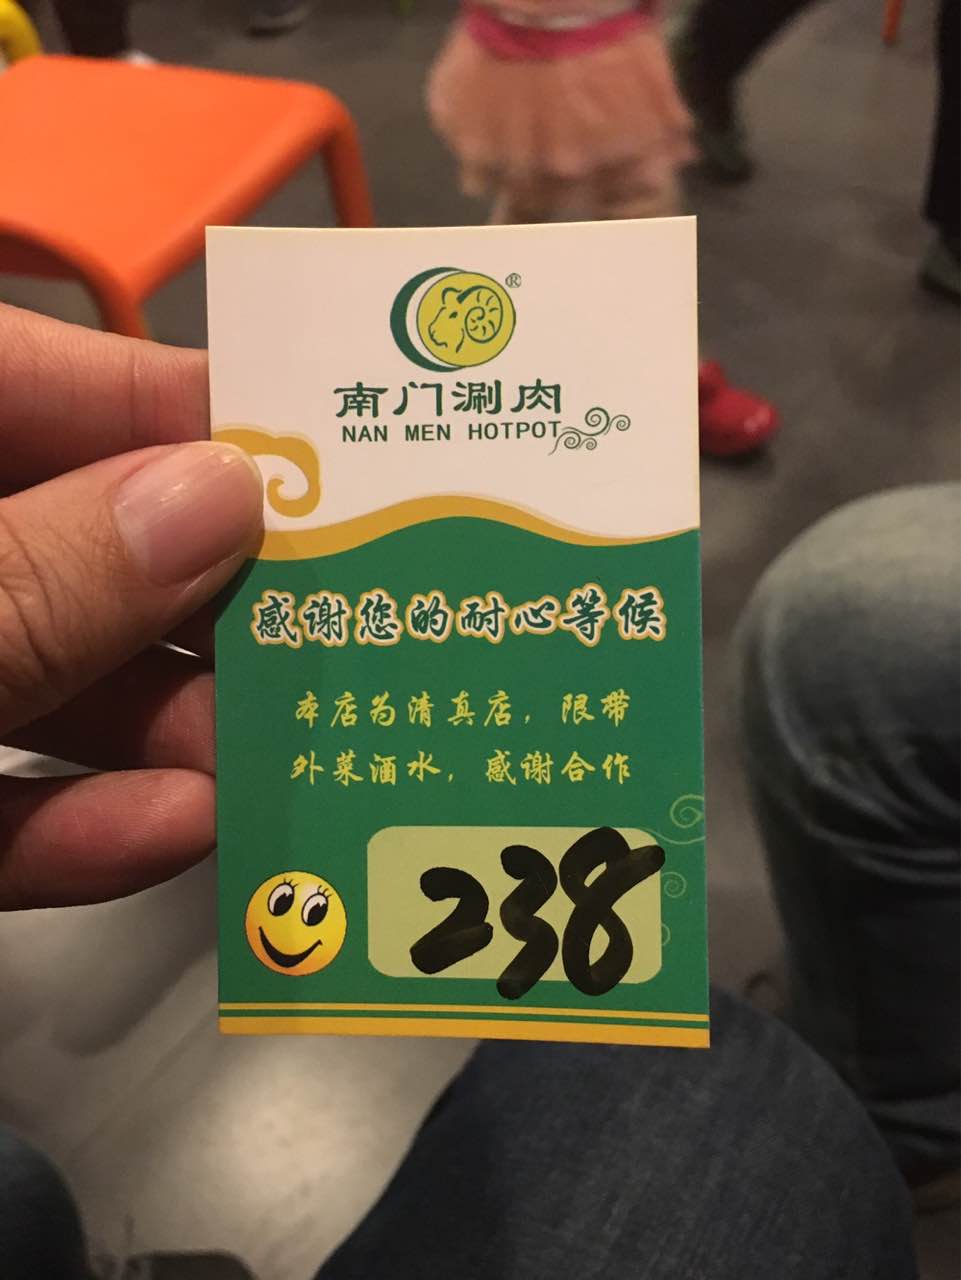 ®
南门涮肉
NAN MEN HOTPOT
感谢您的耐心等候
本店为清真店，限带
外菜酒水，感谢合作
238